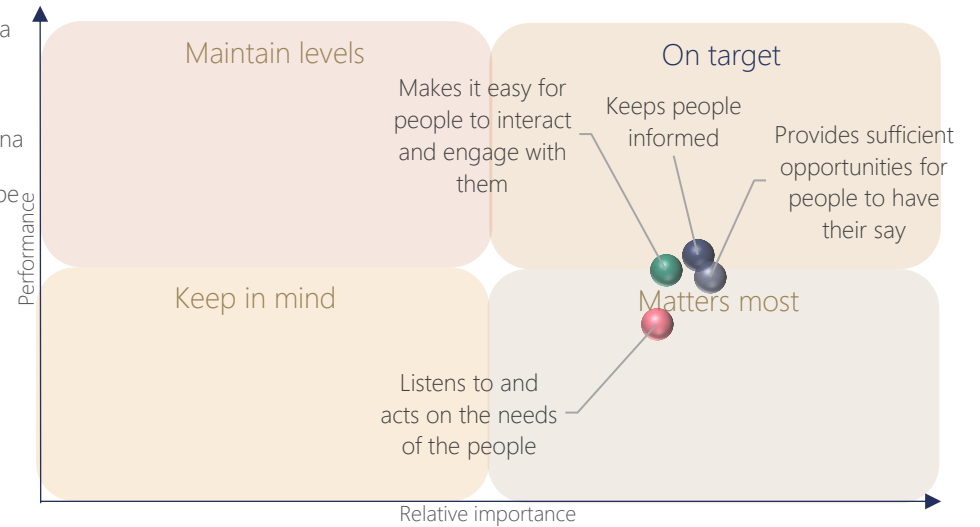 a
na
pe
Performance
Maintain levels
On target
Makes it easy for
people to interact
and engage with
them
Keeps people
informed
Provides sufficient
opportunities for
people to have
their say
Keep in mind
Matters most
Listens to and
acts on the needs
of the people
Relative importance